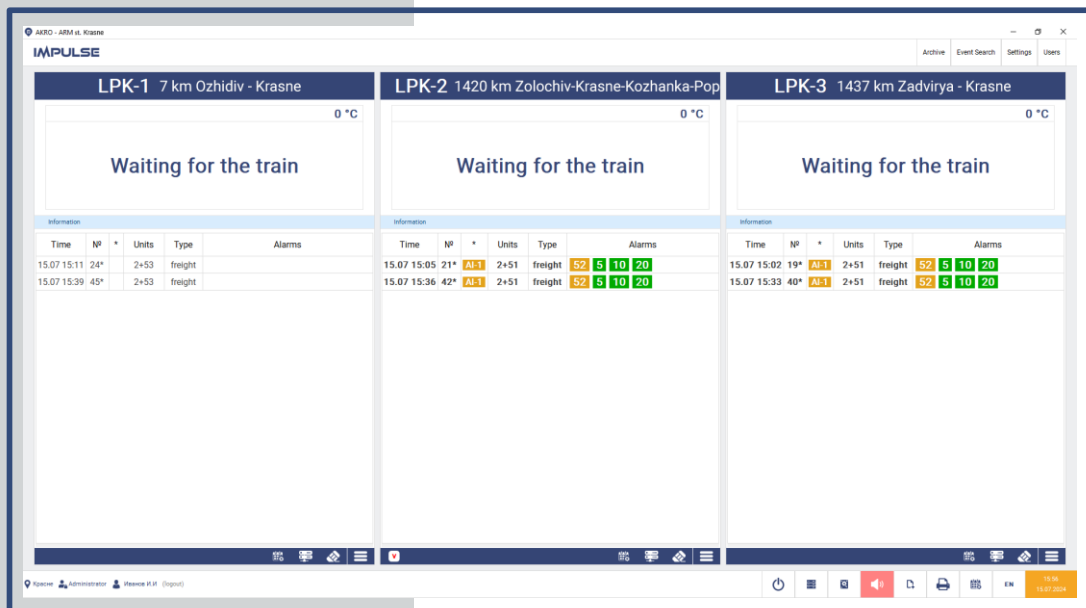 AKRO - ARM st. Krasne
IMPULSE
Archive Event Search Settings Users
LPK-1 7 km Ozhidiv - Krasne
0 °C
Waiting for the train
Information
Time Nº * Units Type Alarms
15.07 15:11 24* 2+53 freight
15.07 15:39 45* 2+53 freight
LPK-2 1420 km Zolochiv-Krasne-Kozhanka-Pop
0 °C
Waiting for the train
Information
Time Nº * Units Type Alarms
15.07 15:05 21* AI-1 2+51 freight 52 5 10 20
15.07 15:36 42* AI-1 2+51 freight 52 5 10 20
V
LPK-3 1437 km Zadvirya - Krasne
0 °C
Waiting for the train
Information
Time Nº * Units Type Alarms
15.07 15:02 19* AI-1 2+51 freight 52 5 10 20
15.07 15:33 40* AI-1 2+51 freight 52 5 10 20
Красне Administrator Иванов И.И (logout)
EN
15.07.2024